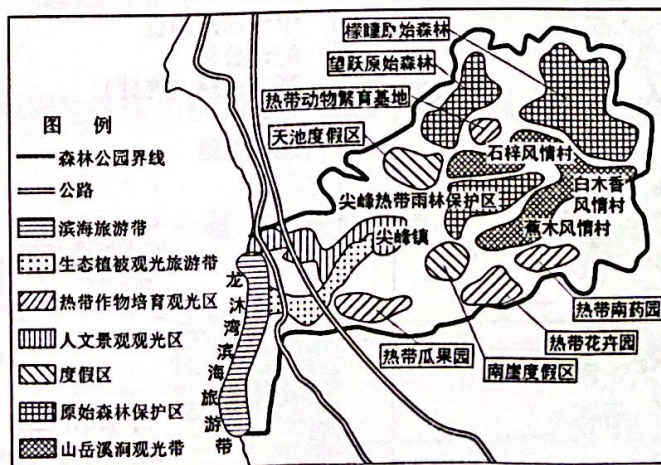 檬瞳原始森林
望跃原始森林
热带动物繁育基地
天池度假区
石梓风情村
白木香
风情村
尖峰热带雨林保护区
蕉木风情村
尖峰镇
热带南药园
热带花卉园
南崖度假区
热带瓜果园
龙沐湾滨海旅游带
图 例
森林公园界线
公路
滨海旅游带
生态植被观光旅游带
热带作物培育观光区
人文景观观光区
度假区
原始森林保护区
山岳溪涧观光带